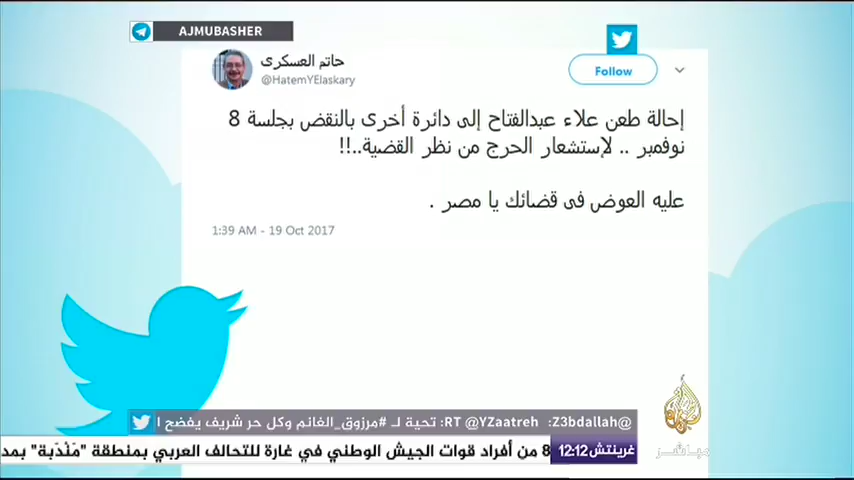 AJMUBASHER
حاتم العسكري
@HatemYElaskary
Follow
إحالة طعن علاء عبدالفتاح إلى دائرة أخرى بالنقض بجلسة 8
نوفمبر .. لإستشعار الحرج من نظر القضية..!!
عليه العوض فى قضائك يا مصر .
1:39 AM - 19 Oct 2017
@Z3bdallah: RT @YZaatreh: تحية لـ #مرزوق_الغانم وكل حر شريف يفضح ا
غرينتش 12:12
8 من أفراد قوات الجيش الوطني في غارة للتحالف العربي بمنطقة "مَنْدَبة" بمد
مباشر